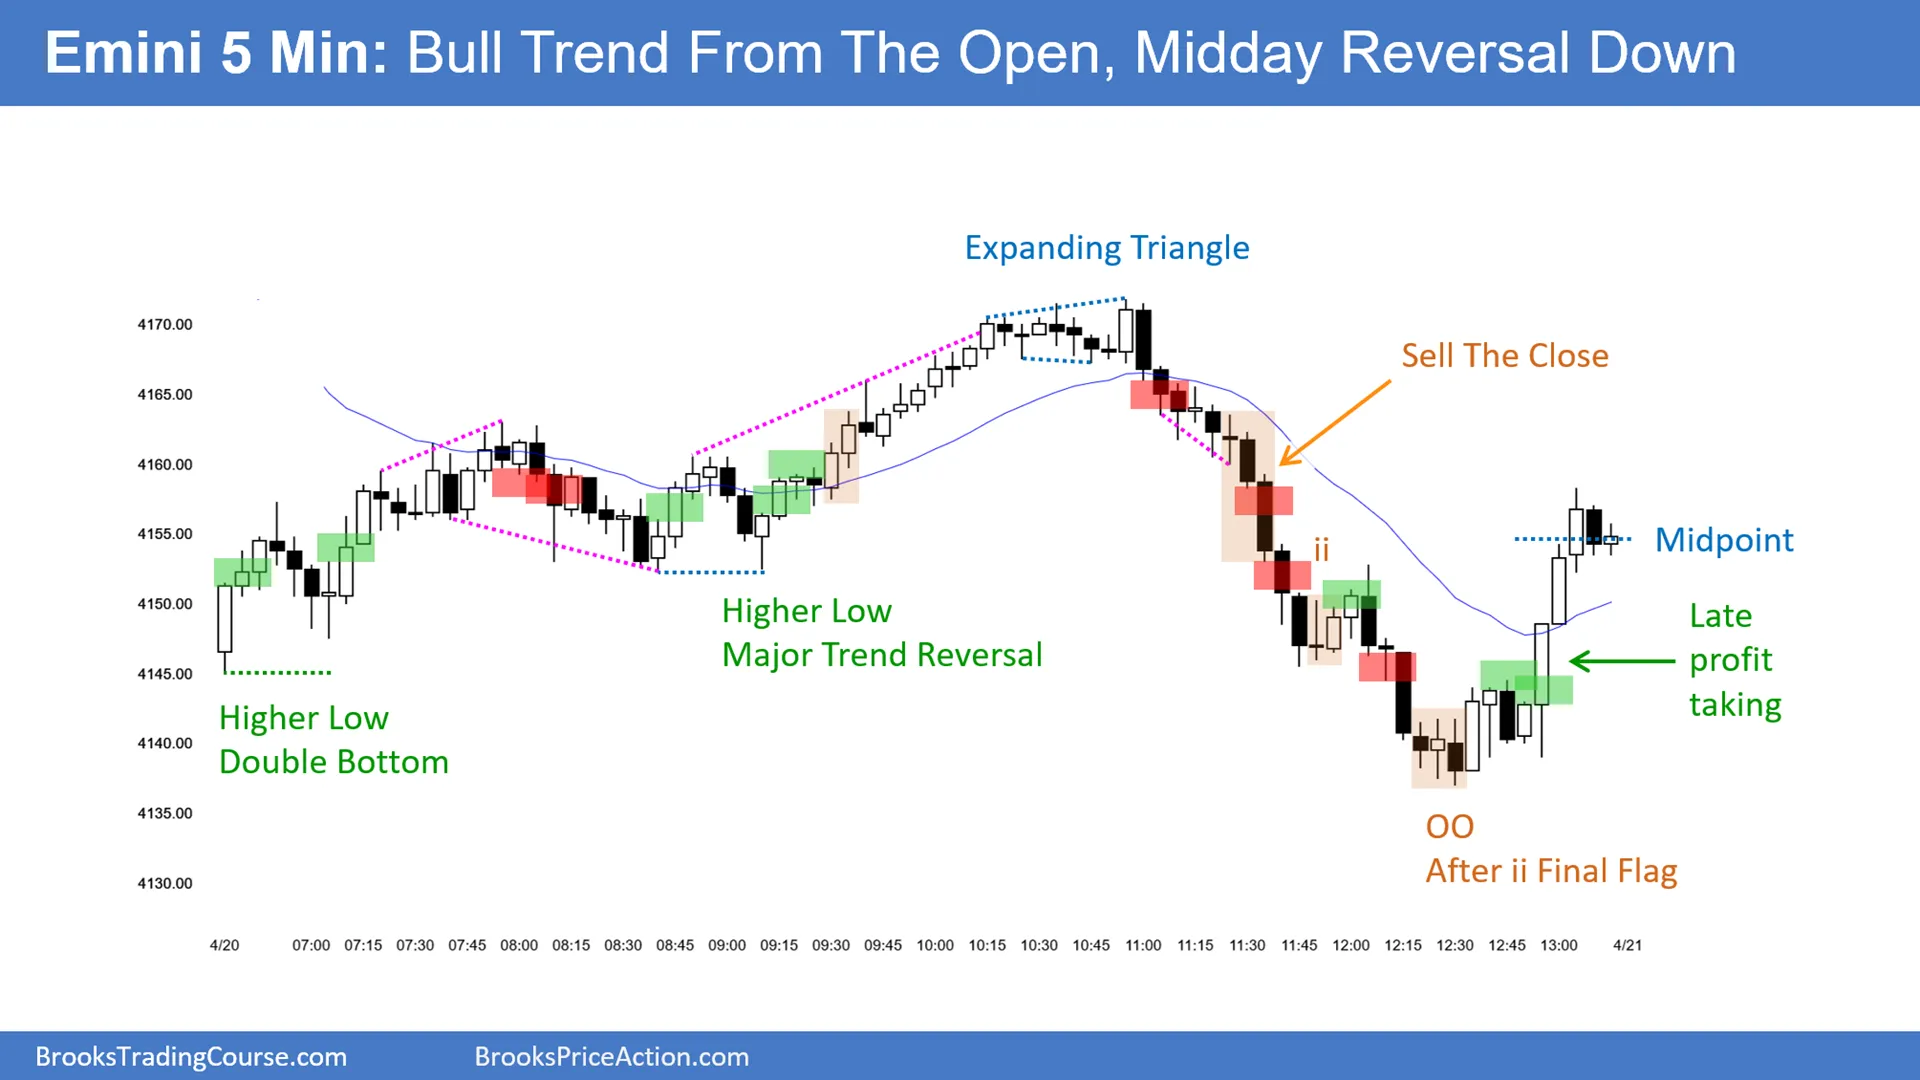 Emini 5 Min: Bull Trend From The Open, Midday Reversal Down
Expanding Triangle
4170.00
Sell The Close
4165.00
4160.00
4155.00
ii
Midpoint
4150.00
Higher Low
Major Trend Reversal
Late
profit
taking
4145.00
Higher Low
Double Bottom
4140.00
4135.00
OO
After ii Final Flag
4130.00
4/20 07:00 07:15 07:30 07:45 08:00 08:15 08:30 08:45 09:00 09:15 09:30 09:45 10:00 10:15 10:30 10:45 11:00 11:15 11:30 11:45 12:00 12:15 12:30 12:45 13:00 4/21
BrooksTradingCourse.com BrooksPriceAction.com